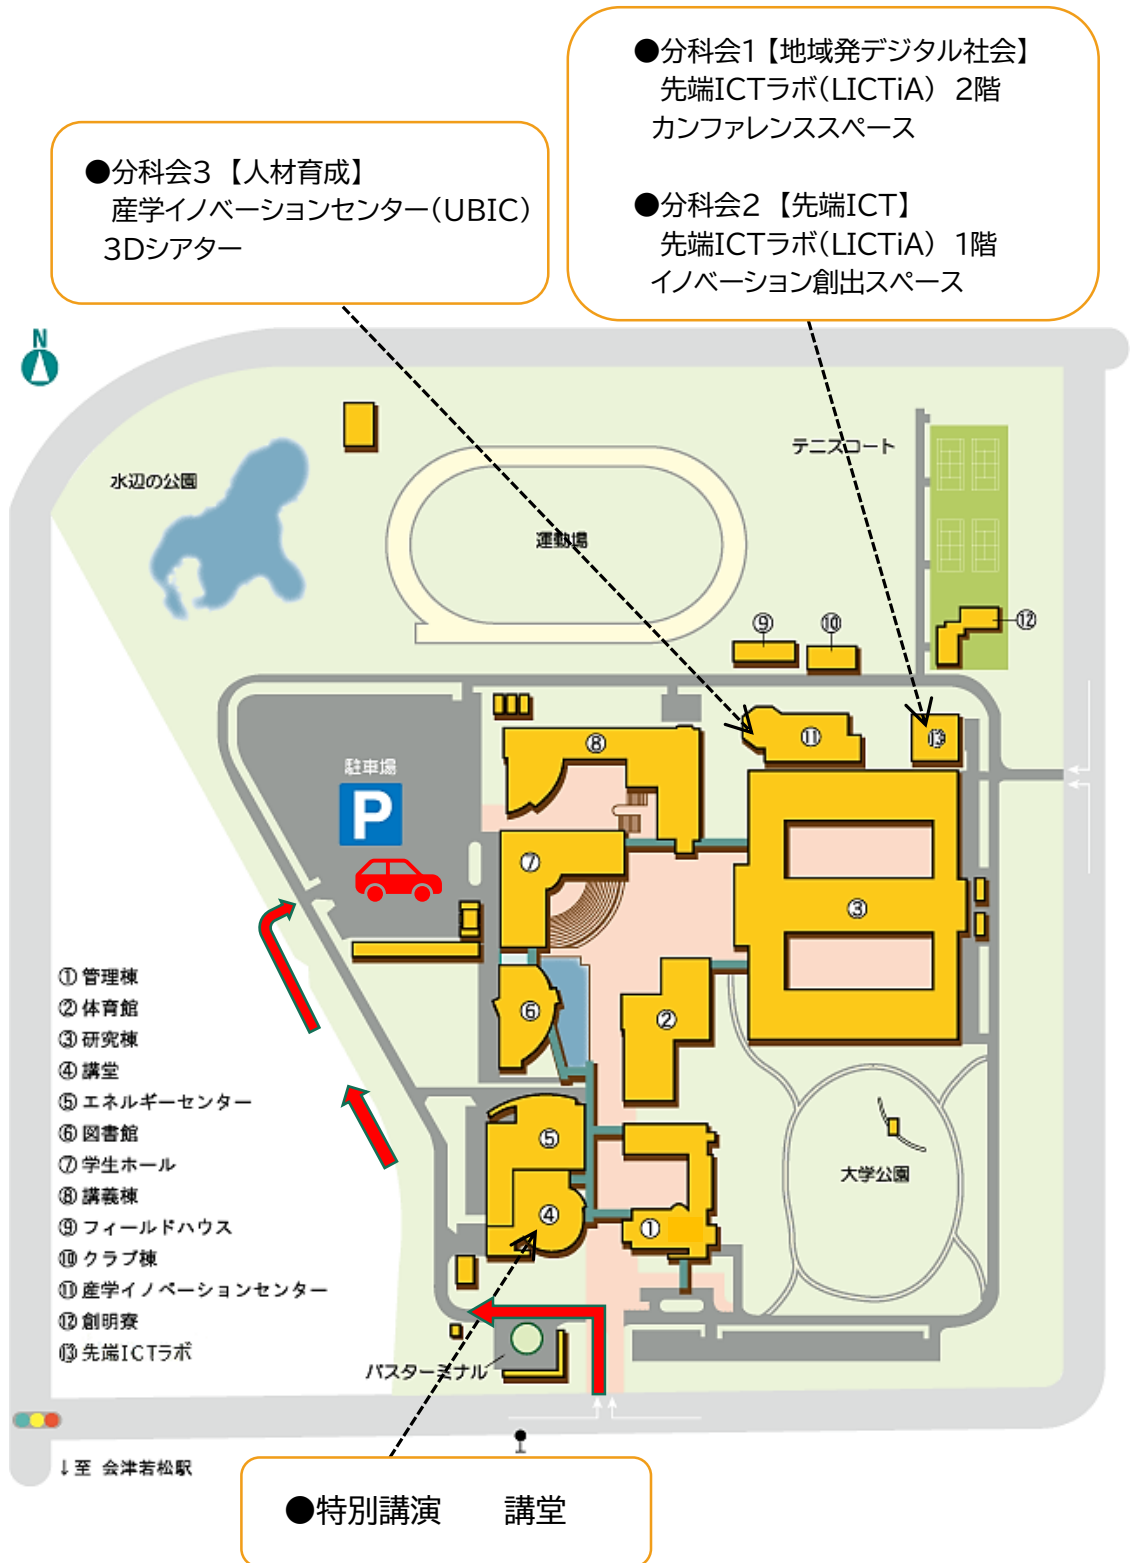 ●分科会1【地域発デジタル社会】
先端ICTラボ(LICTiA) 2階
カンファレンススペース
●分科会2【先端ICT】
先端ICTラボ(LICTiA) 1階
イノベーション創出スペース
●分科会3【人材育成】
産学イノベーションセンター(UBIC)
3Dシアター
N
テニスコート
水辺の公園
運動場
⑨
⑩
⑫
⑧
⑪
⑬
駐車場
P
⑦
③
⑥
②
⑤
④
①
大学公園
①管理棟
②体育館
③研究棟
④講堂
⑤エネルギーセンター
⑥図書館
⑦学生ホール
⑧講義棟
⑨フィールドハウス
⑩クラブ棟
⑪産学イノベーションセンター
⑫創明寮
⑬先端ICTラボ
バスターミナル
↓至 会津若松駅
●特別講演 講堂